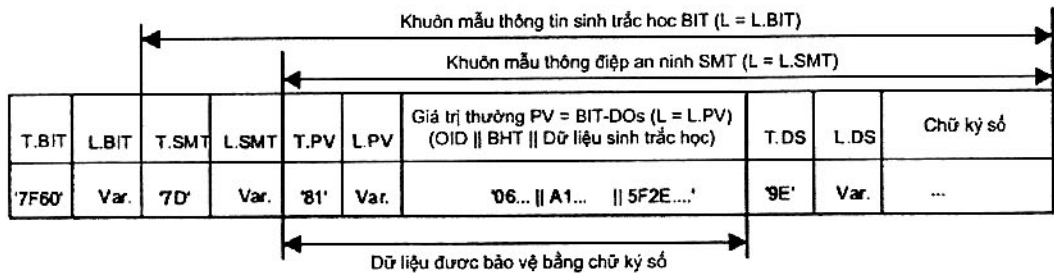 Khuôn mẫu thông tin sinh trắc hoc BIT (L = L.BIT)
Khuôn mẫu thông điệp an ninh SMT (L = L.SMT)
T.BIT L.BIT T.SMT L.SMT T.PV L.PV Giá trị thường PV = BIT-DOs (L = L.PV) T.DS L.DS Chữ ký số
(OID || BHT || Dữ liệu sinh trắc học)
'7F60' Var. '7D' Var. '81' Var. '06... || A1... || 5F2E....' '9E' Var. ...
Dữ liệu được bảo vệ bằng chữ ký số